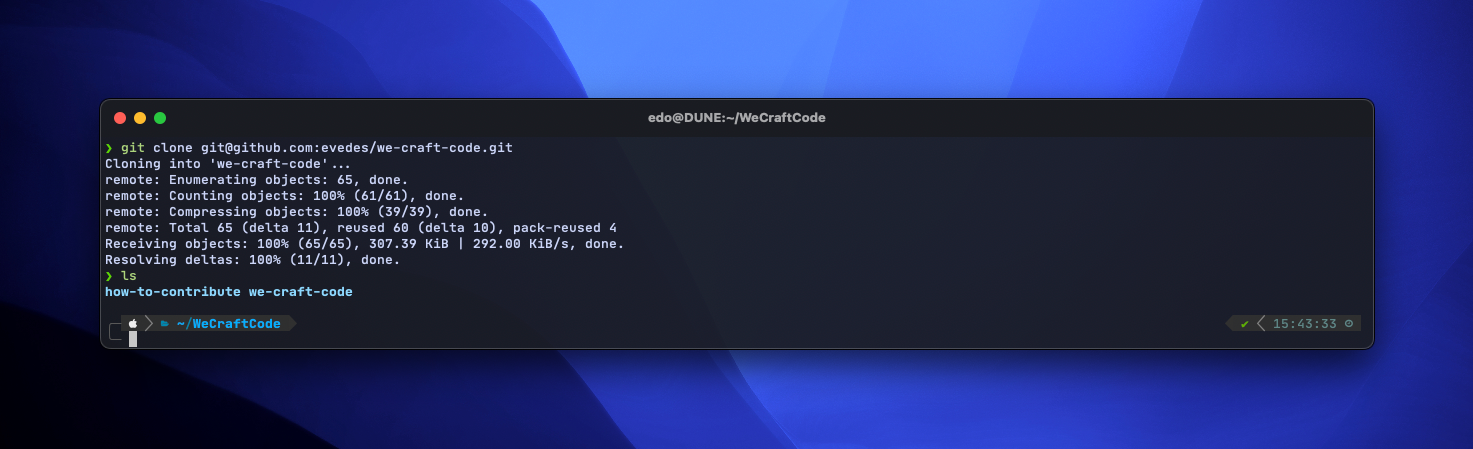 edo@DUNE:~/WeCraftCode
❯ git clone git@github.com:evedes/we-craft-code.git
Cloning into 'we-craft-code'...
remote: Enumerating objects: 65, done.
remote: Counting objects: 100% (61/61), done.
remote: Compressing objects: 100% (39/39), done.
remote: Total 65 (delta 11), reused 60 (delta 10), pack-reused 4
Receiving objects: 100% (65/65), 307.39 KiB | 292.00 KiB/s, done.
Resolving deltas: 100% (11/11), done.
❯ ls
how-to-contribute we-craft-code
~/WeCraftCode ✔ 15:43:33